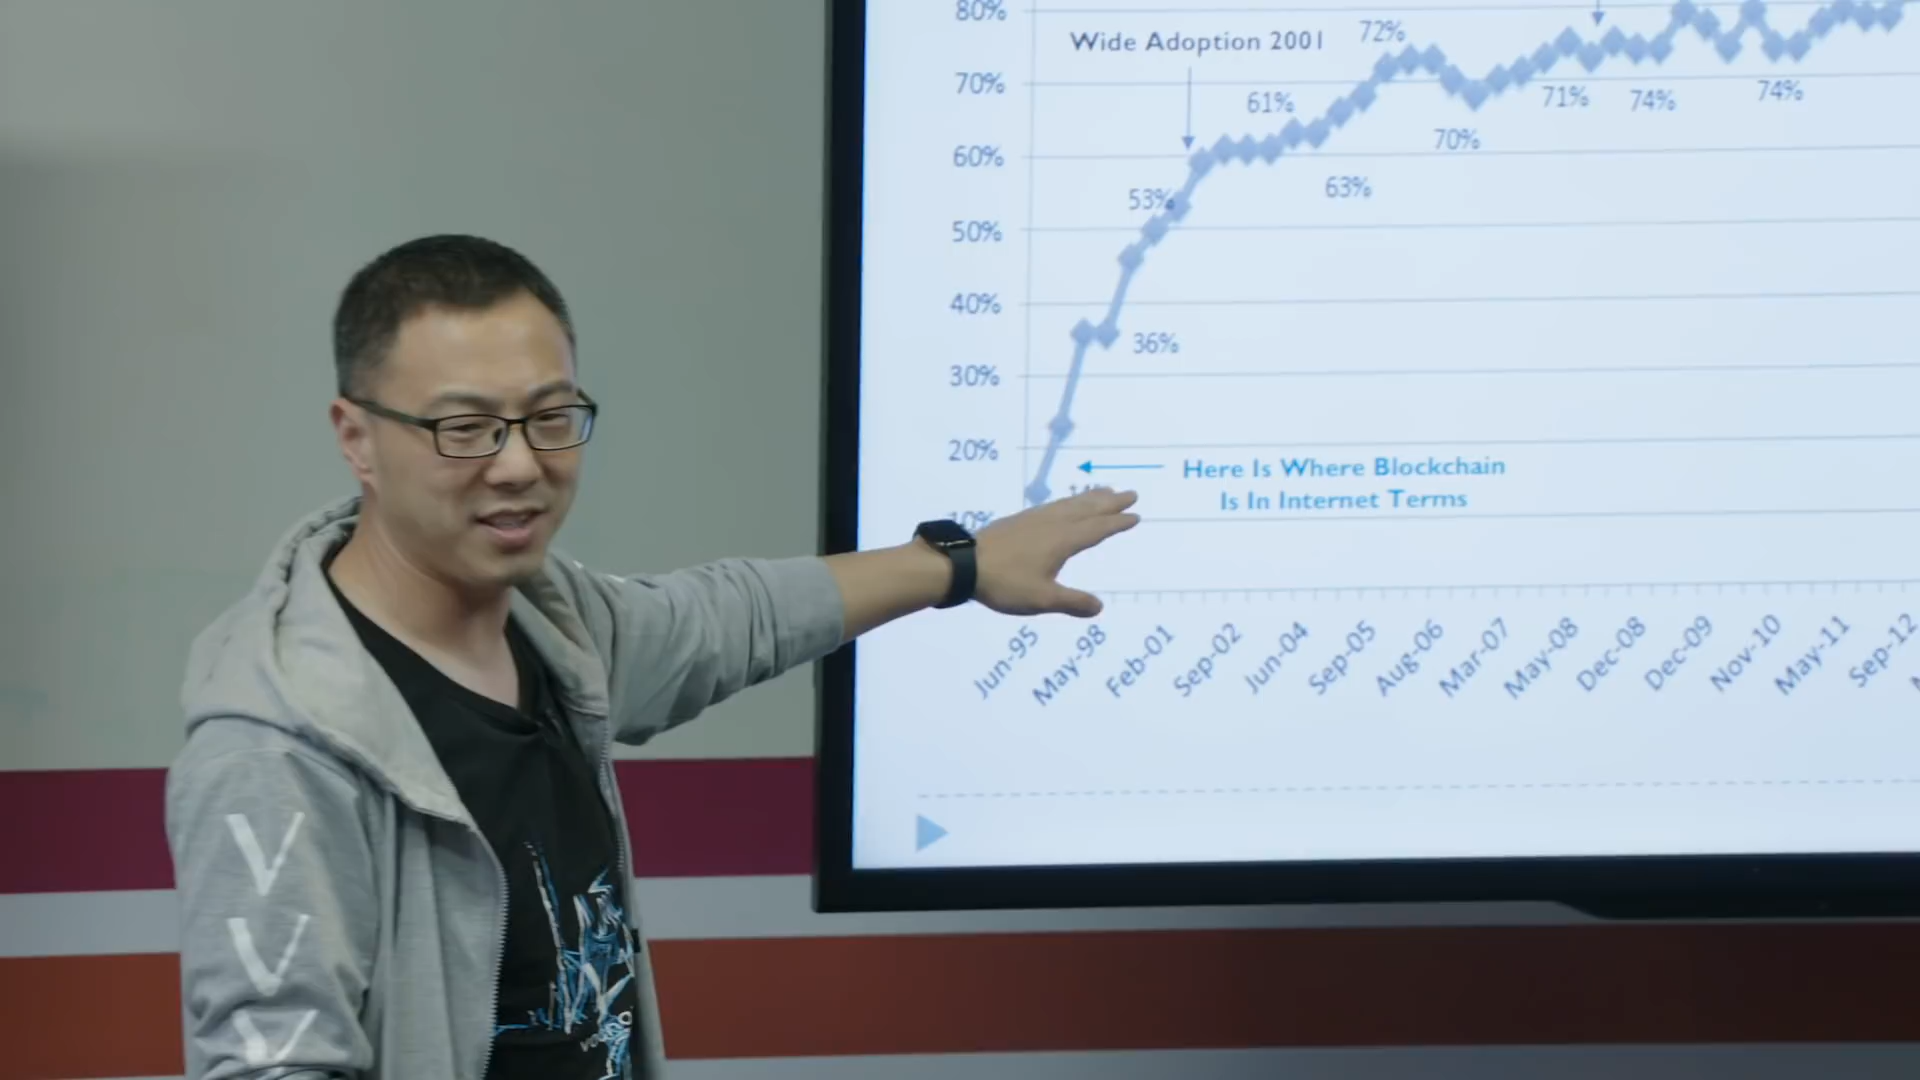 80%
Wide Adoption 2001
72%
70%
61%
71%
74%
74%
60%
70%
53%
63%
50%
40%
36%
30%
20%
Here Is Where Blockchain
Is In Internet Terms
14%
10%
Jun-95
May-98
Feb-01
Sep-02
Jun-04
Sep-05
Aug-06
Mar-07
May-08
Dec-08
Dec-09
Nov-10
May-11
Sep-12
V
V
V